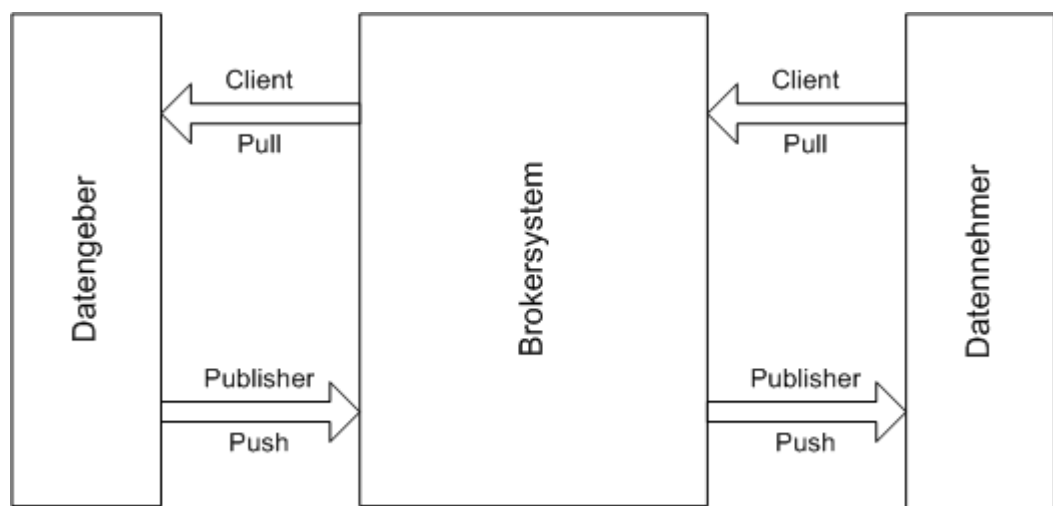 Datengeber
Client
Pull
Publisher
Push
Brokersystem
Client
Pull
Publisher
Push
Datennehmer